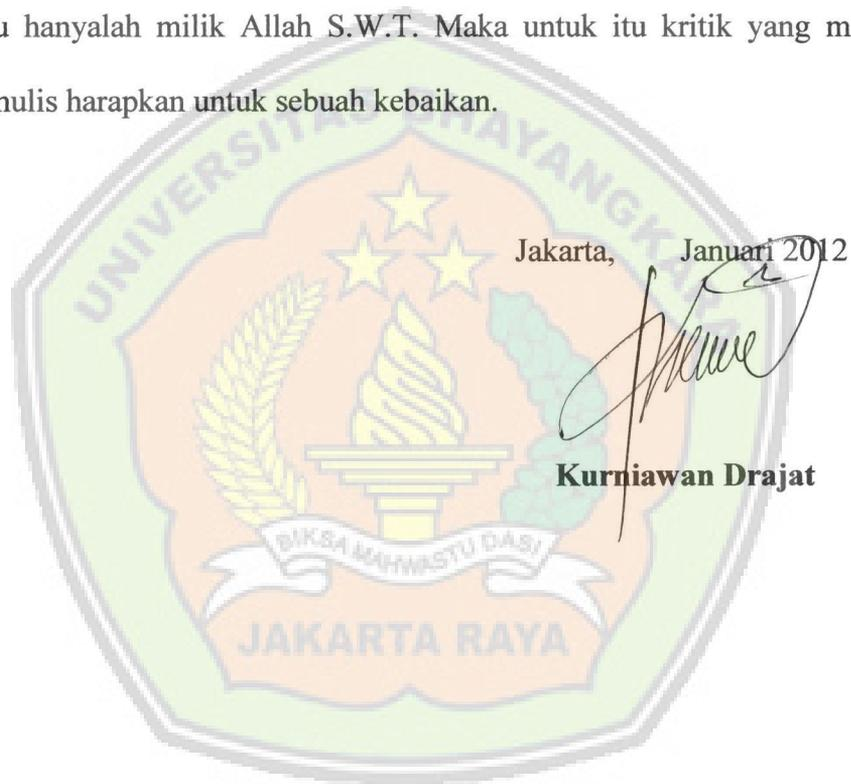 hanyalah milik Allah S.W.T. Maka untuk itu kritik yang
harapkan untuk sebuah kebaikan.
UNIVERSITAS BHAYANGKARA
Jakarta, Januari 2012
Kurniawan Drajat
BIKSA MAHWASTU DASI
JAKARTA RAYA